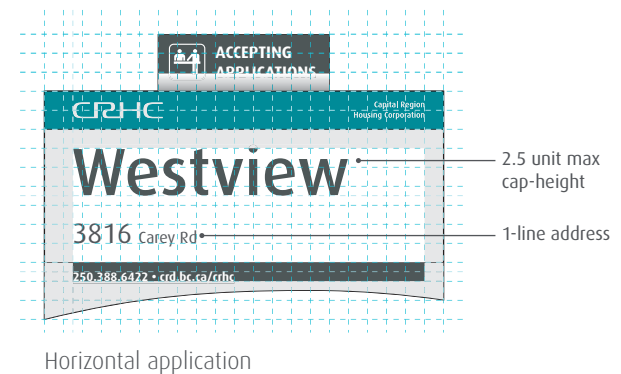 ACCEPTING
APPLICATIONS
CRHC
Capital Region
Housing Corporation
Westview
2.5 unit max
cap-height
3816 Carey Rd
1-line address
250.388.6422 • crd.bc.ca/crhc
Horizontal application